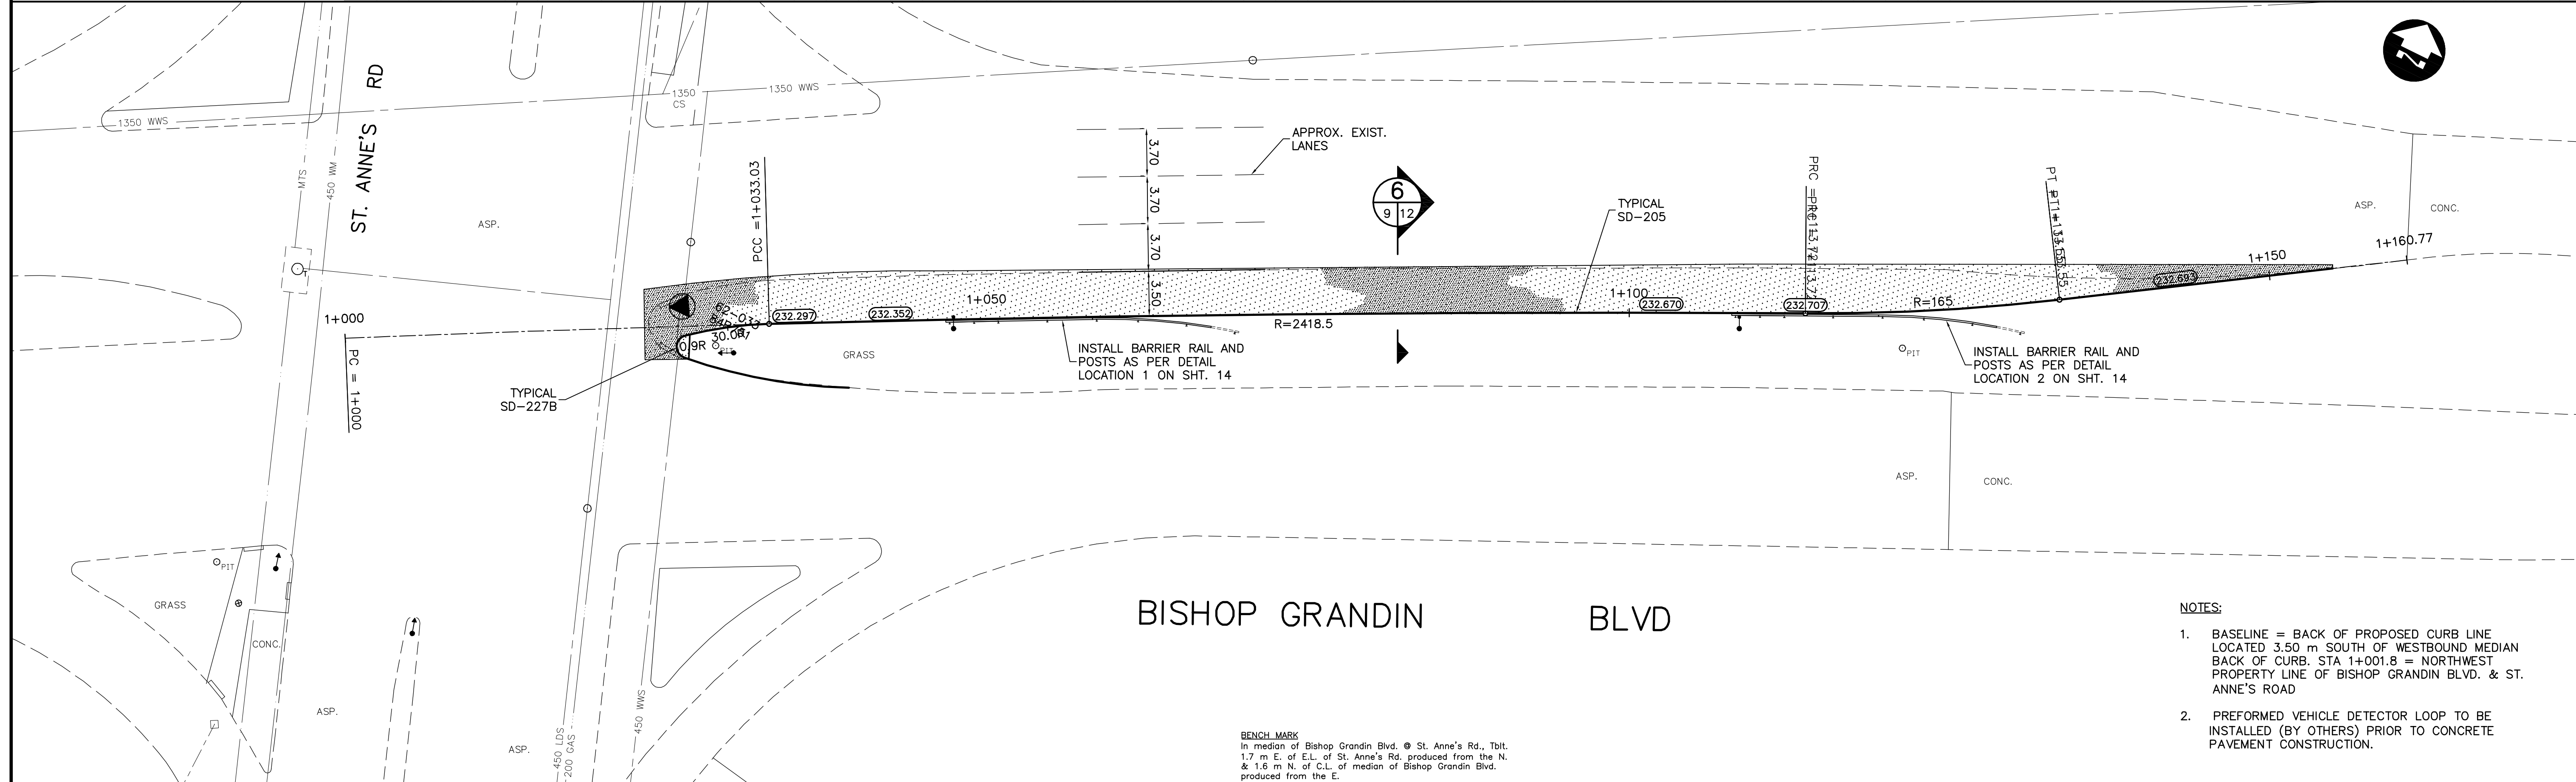 1350 WWS
1350
CS
1350 WWS
MTS
450 WM
ST. ANNE'S RD
ASP.
T
1+000
PC = 1+000
PCC =1+033.03
3.70
3.70
3.70
3.50
APPROX. EXIST.
LANES
6
9 12
TYPICAL
SD-205
ASP.
CONC.
1+160.77
1+150
232.693
R=165
232.707
232.670
1+100
R=2418.5
1+050
232.352
232.297
0.9R
PIT
GRASS
TYPICAL
SD-227B
INSTALL BARRIER RAIL AND
POSTS AS PER DETAIL
LOCATION 1 ON SHT. 14
PIT
INSTALL BARRIER RAIL AND
POSTS AS PER DETAIL
LOCATION 2 ON SHT. 14
ASP.
CONC.
PIT
GRASS
CONC.
ASP.
ASP.
450 LDS
200 GAS
450 WWS
BISHOP GRANDIN BLVD
BENCH MARK
In median of Bishop Grandin Blvd. @ St. Anne's Rd., Tblt.
1.7 m E. of E.L. of St. Anne's Rd. produced from the N.
& 1.6 m N. of C.L. of median of Bishop Grandin Blvd.
produced from the E.
NOTES:
1. BASELINE = BACK OF PROPOSED CURB LINE
LOCATED 3.50 m SOUTH OF WESTBOUND MEDIAN
BACK OF CURB. STA 1+001.8 = NORTHWEST
PROPERTY LINE OF BISHOP GRANDIN BLVD. & ST.
ANNE'S ROAD
2. PREFORMED VEHICLE DETECTOR LOOP TO BE
INSTALLED (BY OTHERS) PRIOR TO CONCRETE
PAVEMENT CONSTRUCTION.